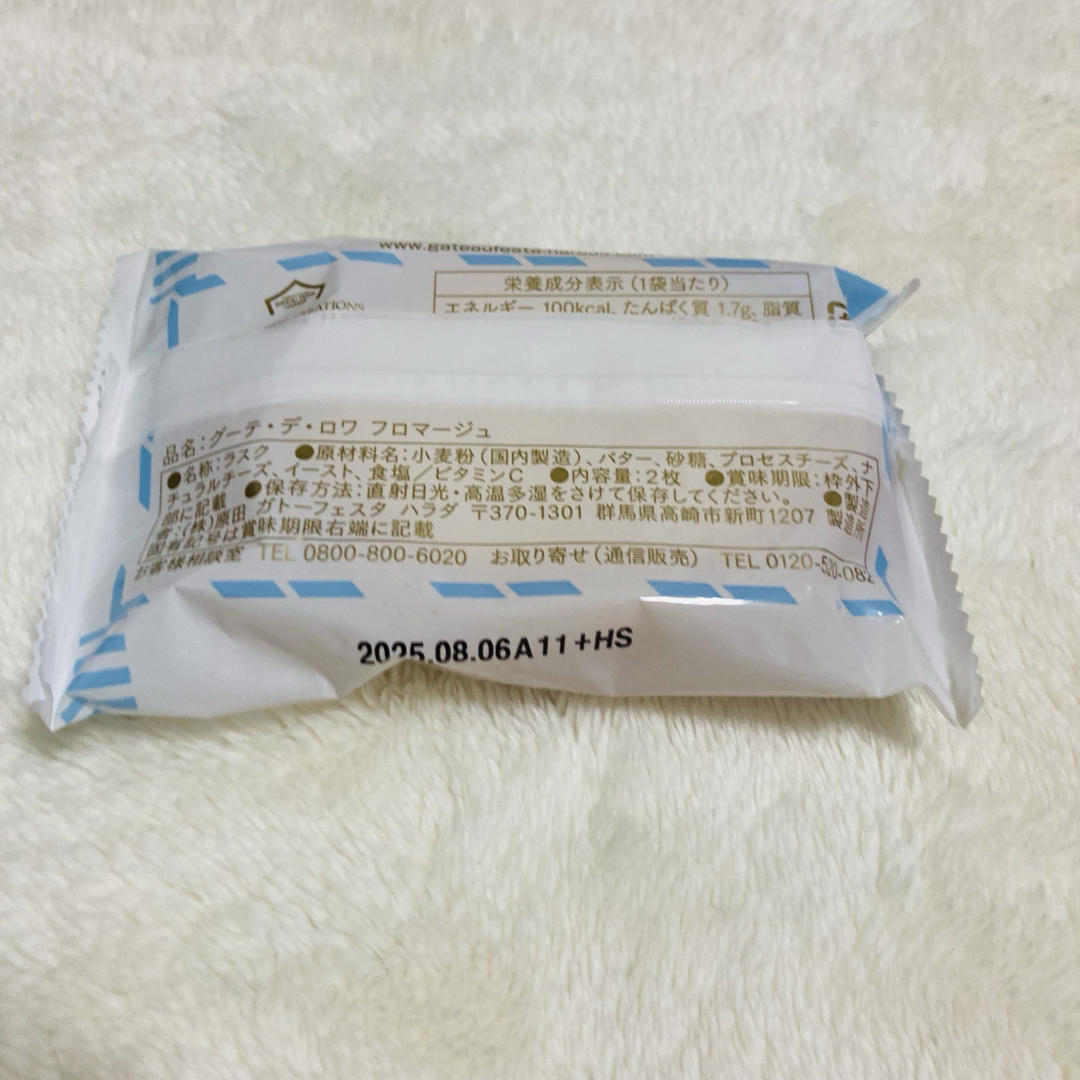 www.gateaufesta-harada.com
栄養成分表示（1袋当たり）
エネルギー 100kcal、たんぱく質 1.7g、脂質
品名：グーテ・デ・ロワ フロマージュ
●名称：ラスク ●原材料名：小麦粉（国内製造）、バター、砂糖、プロセスチーズ、ナ
チュラルチーズ、イースト、食塩／ビタミンC ●内容量：2枚 ●賞味期限：枠外下
部に記載 ●保存方法：直射日光・高温多湿をさけて保存してください。 ●製造
者：（株）原田 ガトーフェスタ ハラダ 〒370-1301 群馬県高崎市新町1207 製造所
固有記号は賞味期限右端に記載
お客様相談室 TEL 0800-800-6020 お取り寄せ（通信販売） TEL 0120-520-082
2025.08.06A11+HS